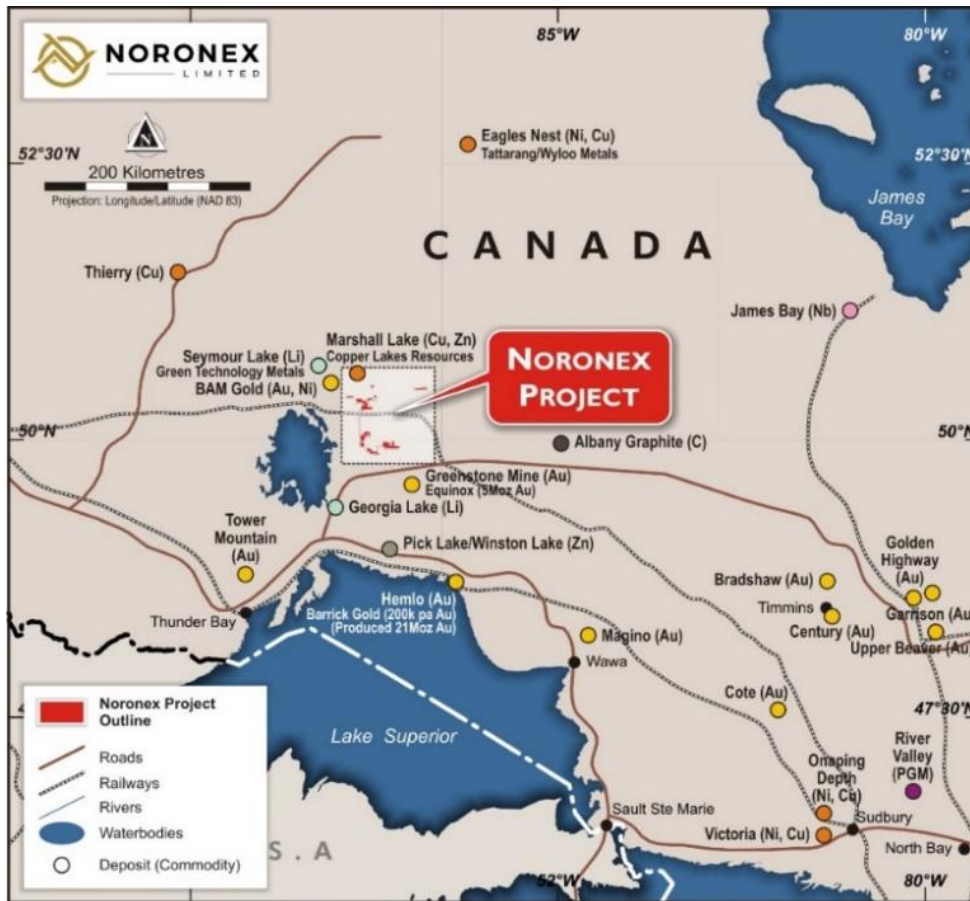 NORONEX
LIMITED
85°W
80°W
N
52°30'N
52°30'N
200 Kilometres
Projection: Longitude/Latitude (NAD 83)
Eagles Nest (Ni, Cu)
Tattarang/Wyloo Metals
James
Bay
CANADA
Thierry (Cu)
James Bay (Nb)
Marshall Lake (Cu, Zn)
Copper Lakes Resources
Seymour Lake (Li)
Green Technology Metals
BAM Gold (Au, Ni)
NORONEX
PROJECT
50°N
50°N
Albany Graphite (C)
Greenstone Mine (Au)
Equinox (5Moz Au)
Georgia Lake (Li)
Tower
Mountain
(Au)
Pick Lake/Winston Lake (Zn)
Golden
Highway
(Au)
Bradshaw (Au)
Thunder Bay
Hemlo (Au)
Barrick Gold (200k pa Au)
(Produced 21Moz Au)
Timmins
Century (Au)
Garrison (Au)
Upper Beaver (Au)
Magino (Au)
Wawa
Cote (Au)
47°30'N
Lake Superior
River
Valley
(PGM)
Onaping
Depth
(Ni, Cu)
Sault Ste Marie
Victoria (Ni, Cu)
Sudbury
North Bay
52°W
80°W
Noronex Project
Outline
Roads
Railways
Rivers
Waterbodies
Deposit (Commodity)
S.A